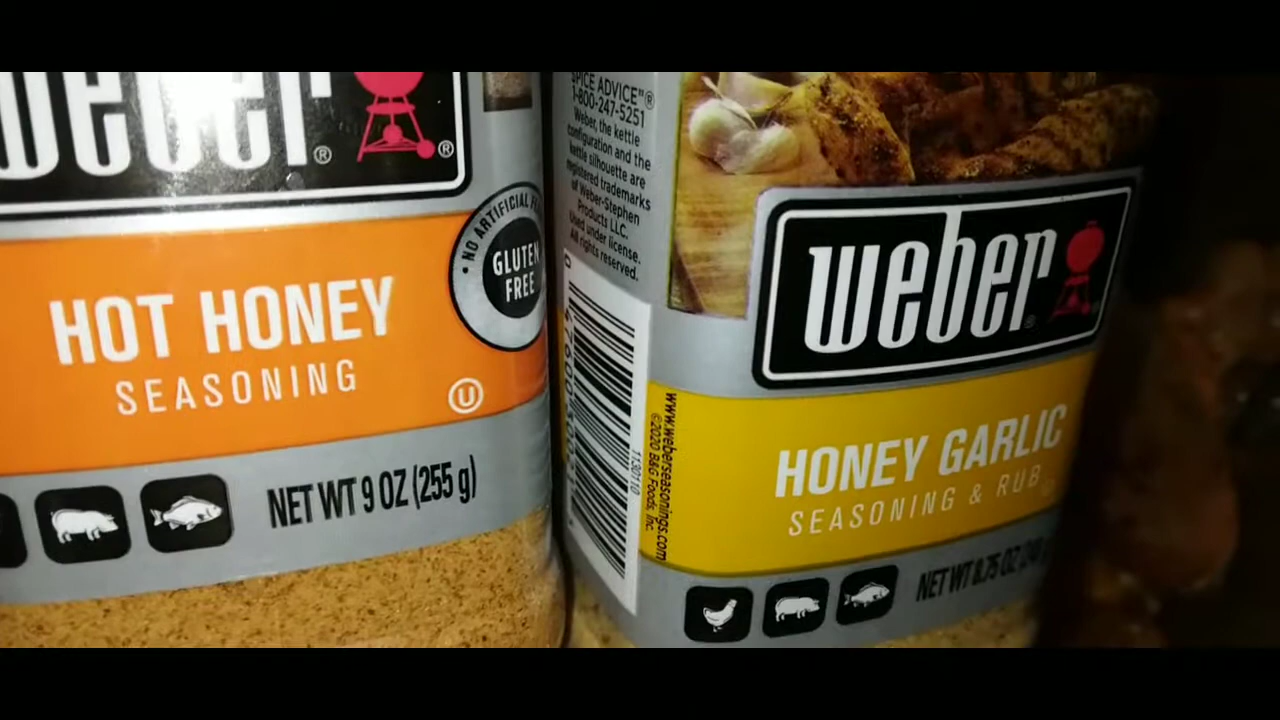 weber®
®
NO ARTIFICIAL
GLUTEN
FREE
HOT HONEY
SEASONING
U
NET WT 9 OZ (255 g)
SPICE ADVICE"®
1-800-247-5251
Weber, the kettle
configuration and the
kettle silhouette are
registered trademarks
of Weber-Stephen
Products LLC.
Used under license.
All rights reserved.
1130110
www.weberseasonings.com
©2020 B&G Foods, Inc.
weber®
HONEY GARLIC
SEASONING & RUB
NET WT 8.75 OZ